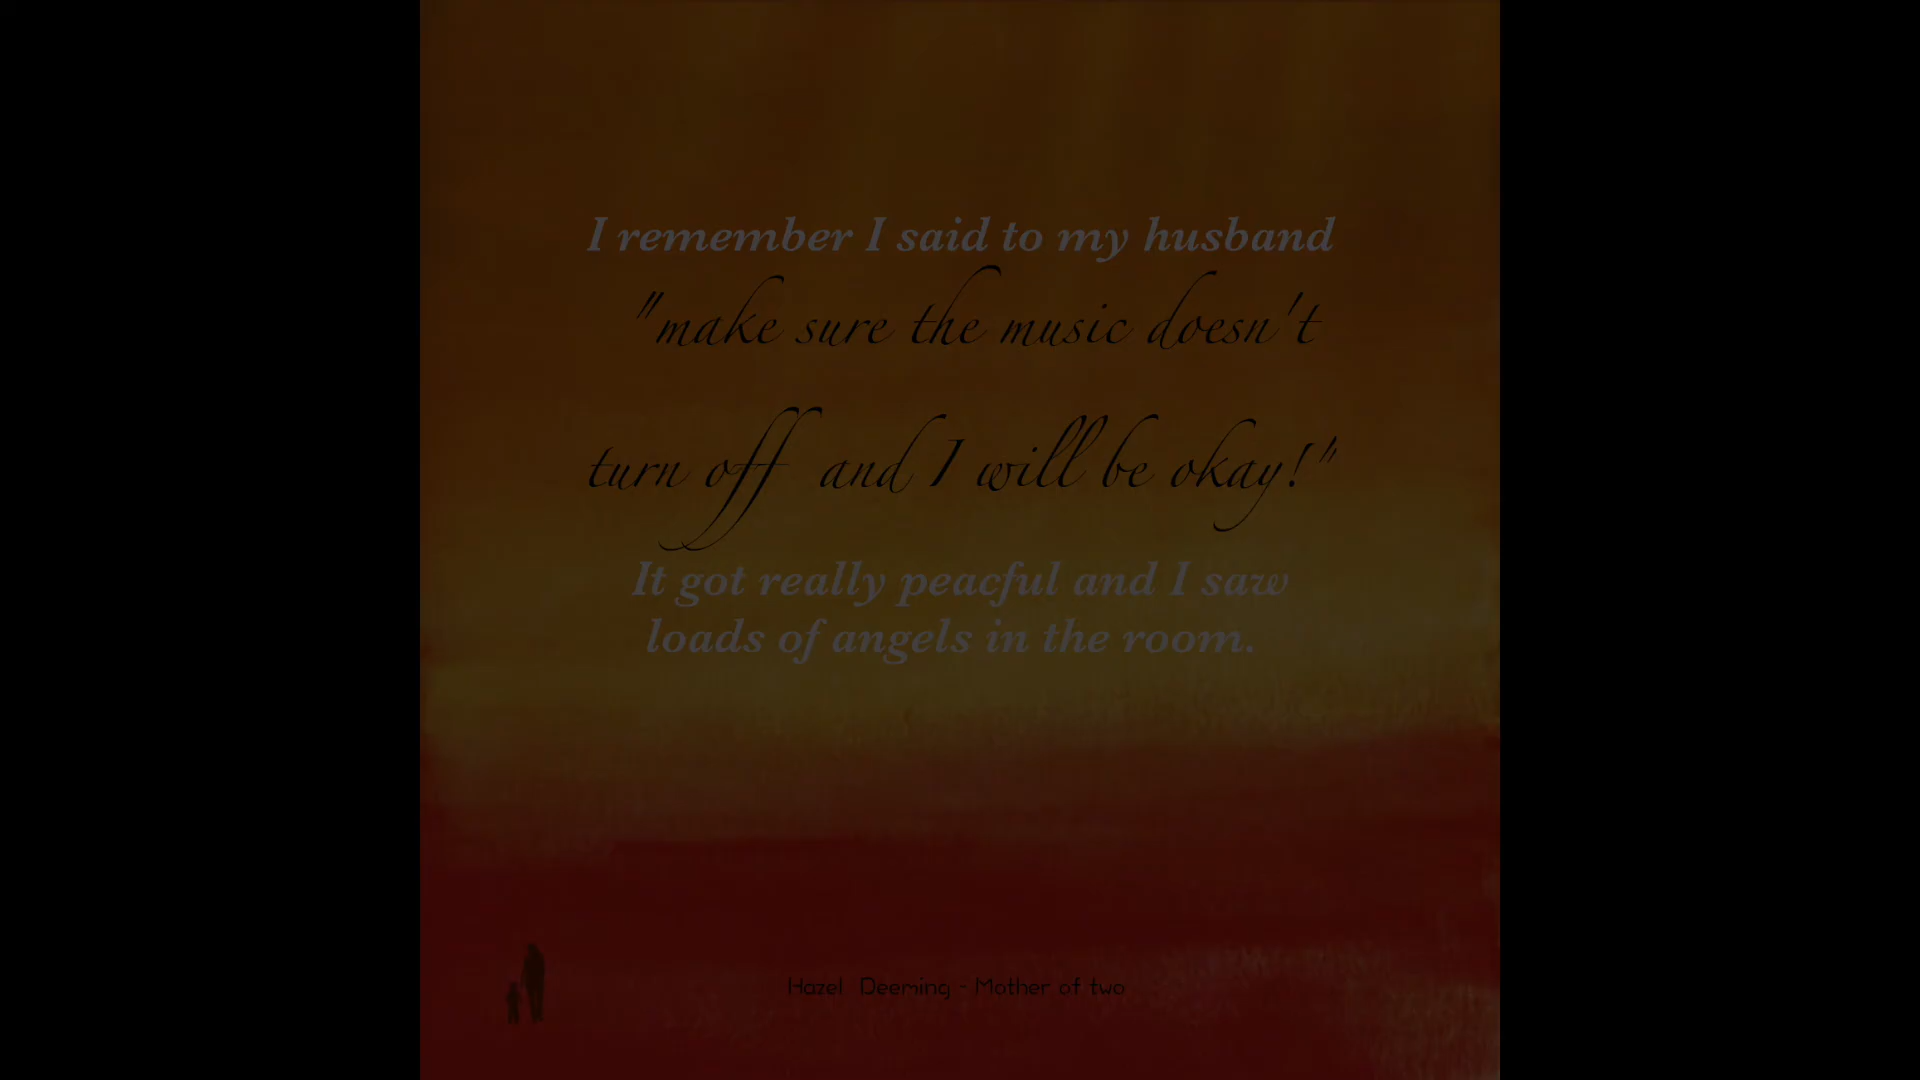 I remember I said to my husband
"make sure the music doesn't
turn off and I will be okay!"
It got really peacful and I saw
loads of angels in the room.
Hazel Deeming - Mother of two